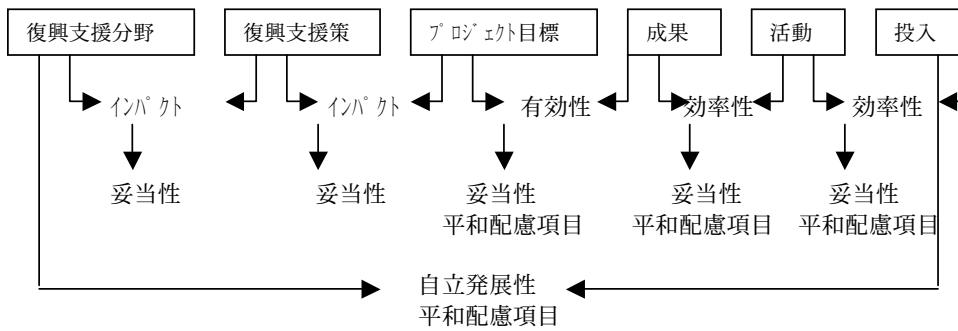 復興支援分野 復興支援策 ﾌﾟﾛｼﾞｪｸﾄ目標 成果 活動 投入
ｲﾝﾊﾟｸﾄ ｲﾝﾊﾟｸﾄ 有効性 効率性 効率性
妥当性 妥当性 妥当性 妥当性 妥当性
平和配慮項目 平和配慮項目 平和配慮項目
自立発展性
平和配慮項目